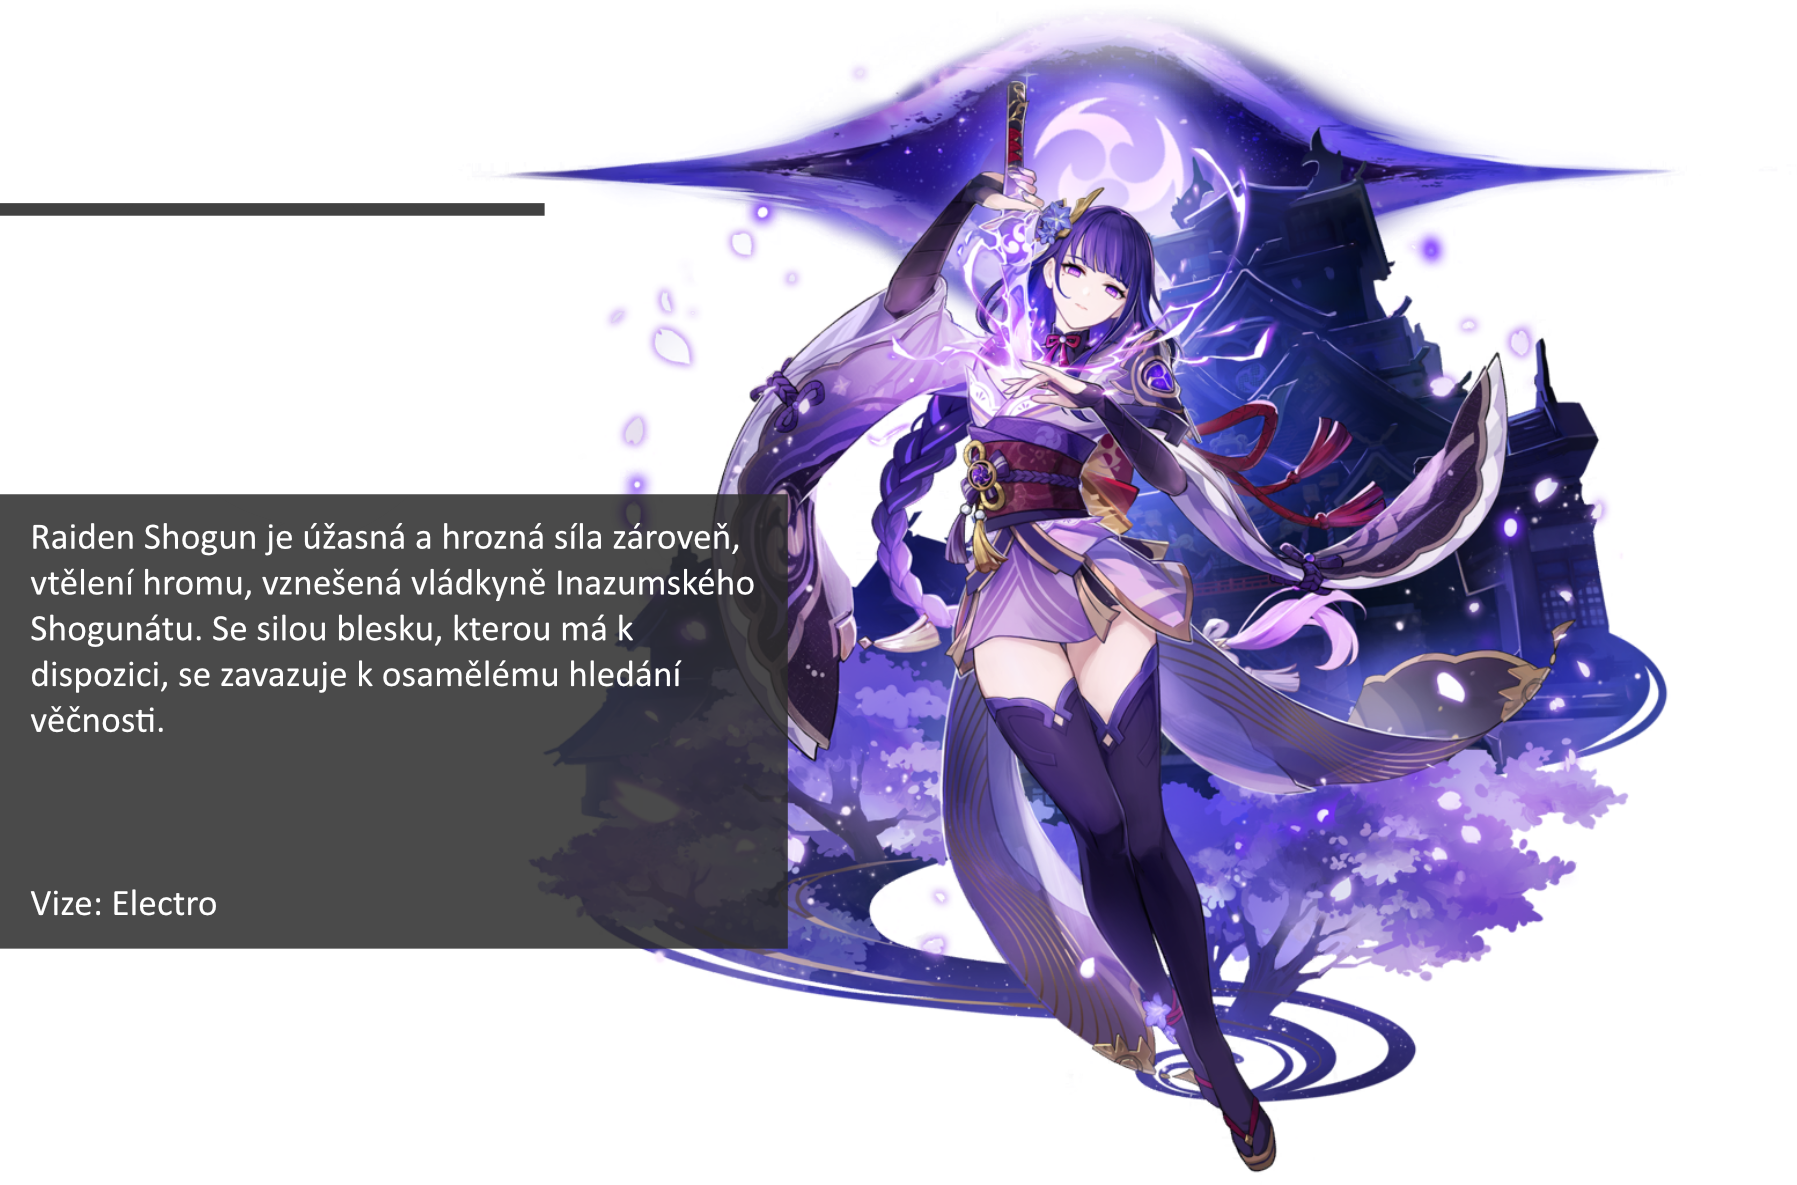 Raiden Shogun je úžasná a hrozná síla zároveň,
vtělení hromu, vznešená vládkyně Inazumského
Shogunátu. Se silou blesku, kterou má k
dispozici, se zavazuje k osamělému hledání
věčnosti.
Vize: Electro